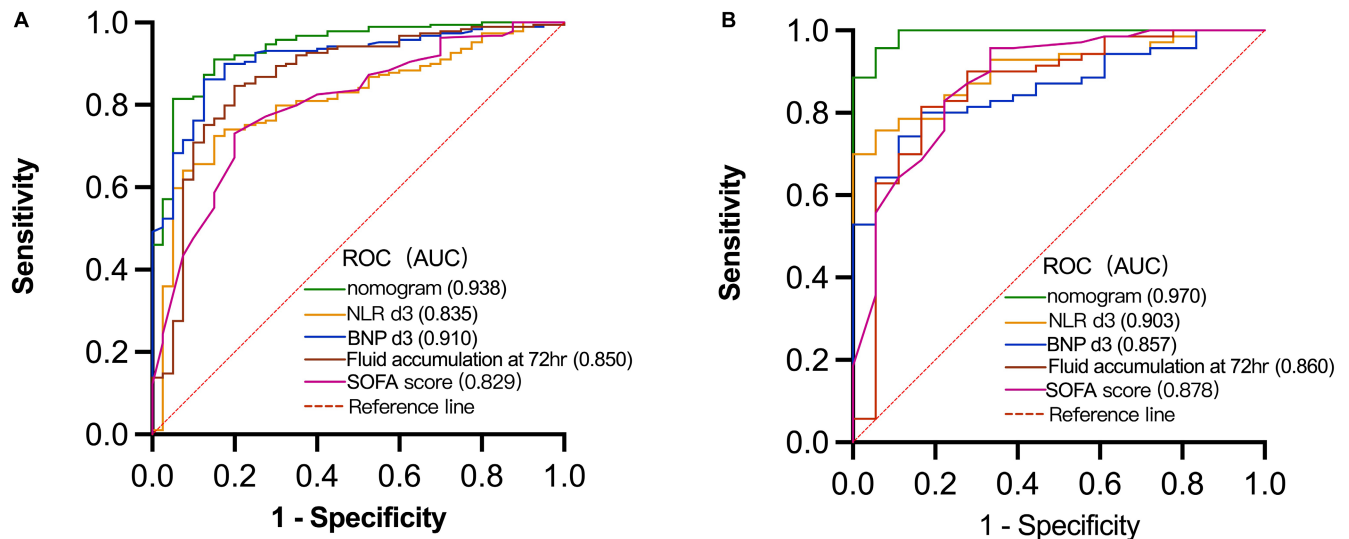 A
1.0
0.8
0.6
0.4
0.2
0.0
Sensitivity
ROC (AUC)
nomogram (0.938)
NLR d3 (0.835)
BNP d3 (0.910)
Fluid accumulation at 72hr (0.850)
SOFA score (0.829)
Reference line
0.0 0.2 0.4 0.6 0.8 1.0
1 - Specificity
B
1.0
0.8
0.6
0.4
0.2
0.0
Sensitivity
ROC (AUC)
nomogram (0.970)
NLR d3 (0.903)
BNP d3 (0.857)
Fluid accumulation at 72hr (0.860)
SOFA score (0.878)
Reference line
0.0 0.2 0.4 0.6 0.8 1.0
1 - Specificity